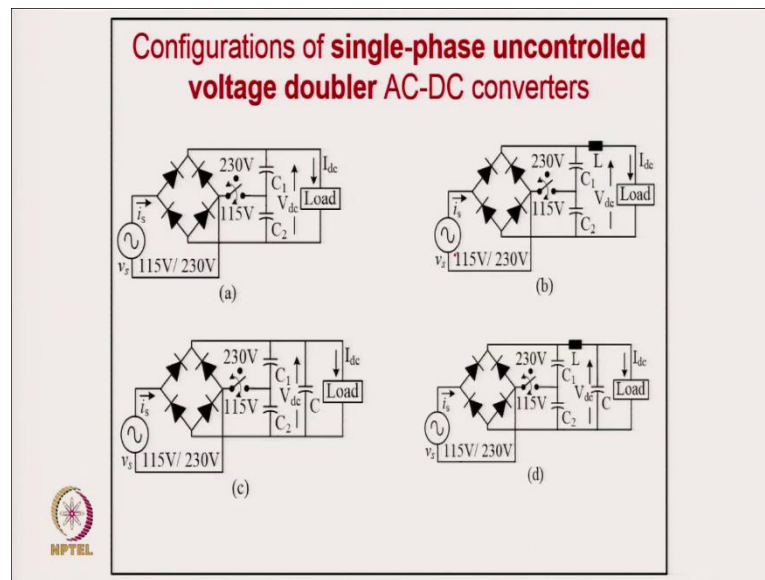 Configurations of single-phase uncontrolled
voltage doubler AC-DC converters
230V
115V
C1
C2
Vdc
Idc
Load
is
vs
115V/ 230V
(a)
230V
115V
C1
C2
L
Vdc
Idc
Load
is
vs
115V/ 230V
(b)
230V
115V
C1
C2
Vdc
C
Idc
Load
is
vs
115V/ 230V
(c)
230V
115V
C1
C2
L
Vdc
C
Idc
Load
is
vs
115V/ 230V
(d)
NPTEL